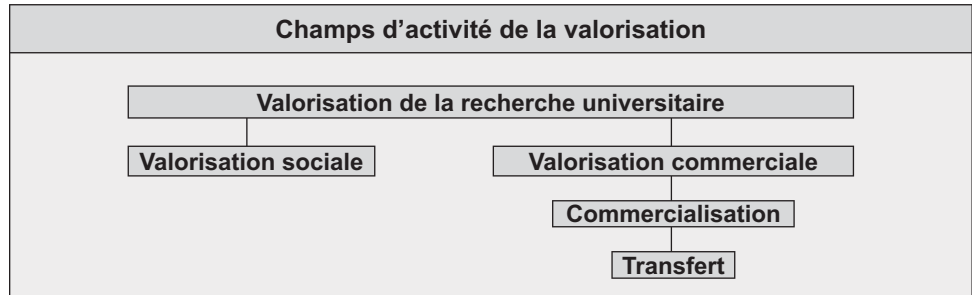 Champs d’activité de la valorisation
Valorisation de la recherche universitaire
Valorisation sociale
Valorisation commerciale
Commercialisation
Transfert